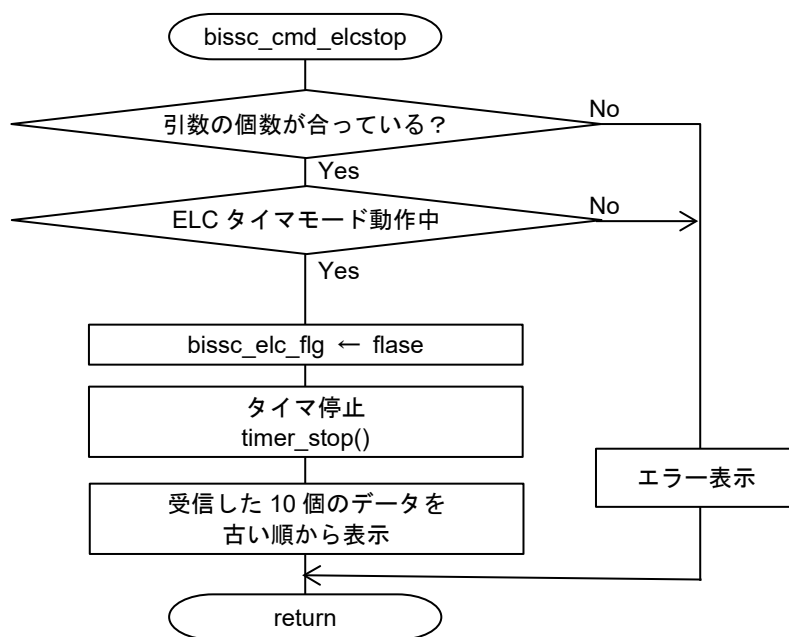 bissc_cmd_elcstop
引数の個数が合っている？
No
Yes
ELC タイマモード動作中
No
Yes
bissc_elc_flg ← flase
タイマ停止
timer_stop()
エラー表示
受信した 10 個のデータを
古い順から表示
return